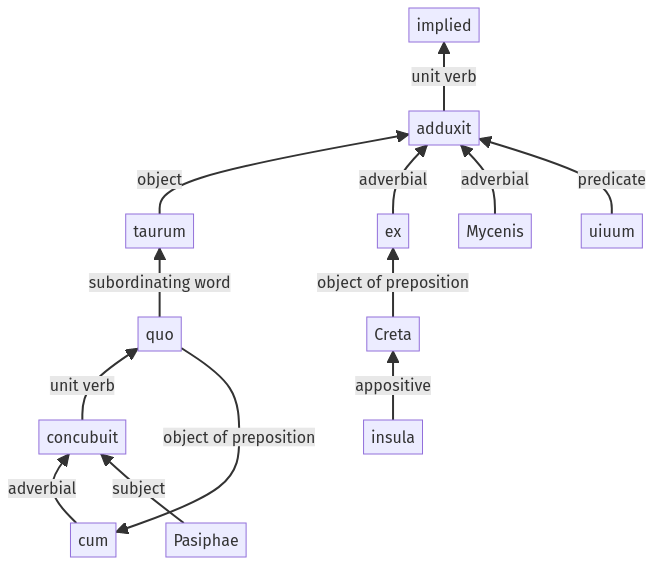 implied
unit verb
adduxit
object
adverbial
adverbial
predicate
taurum
ex
Mycenis
uiuum
subordinating word
object of preposition
quo
Creta
unit verb
appositive
concubuit
object of preposition
insula
adverbial
subject
cum
Pasiphae